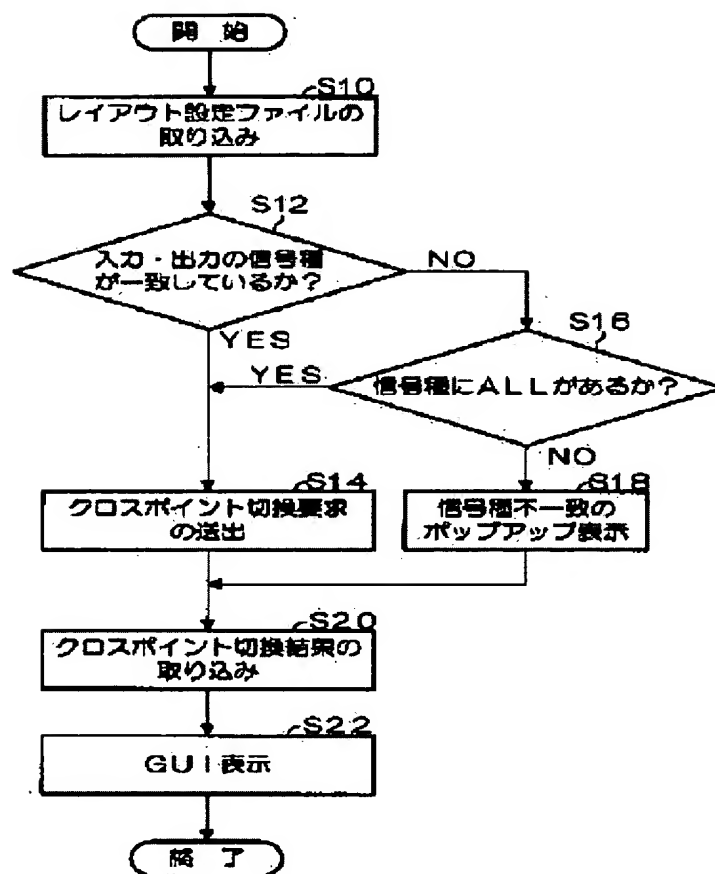 開 始
S10
レイアウト設定ファイルの
取り込み
S12
入力・出力の信号種
が一致しているか？
NO
YES
S16
信号種にALLがあるか？
YES
NO
S14
クロスポイント切換要求
の送出
S18
信号種不一致の
ポップアップ表示
S20
クロスポイント切換結果の
取り込み
S22
GUI表示
終 了